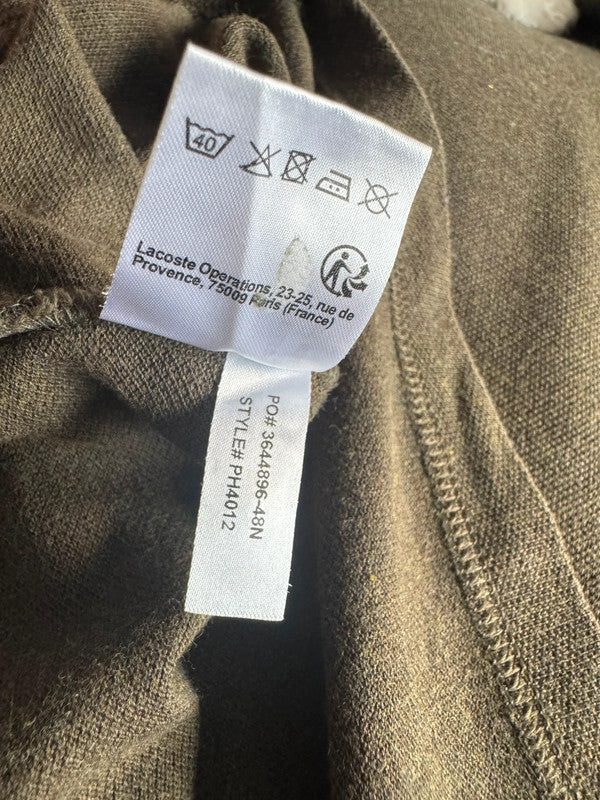 40
Lacoste Operations, 23-25, rue de
Provence, 75009 Paris (France)
PO# 3644896-48N
STYLE# PH4012